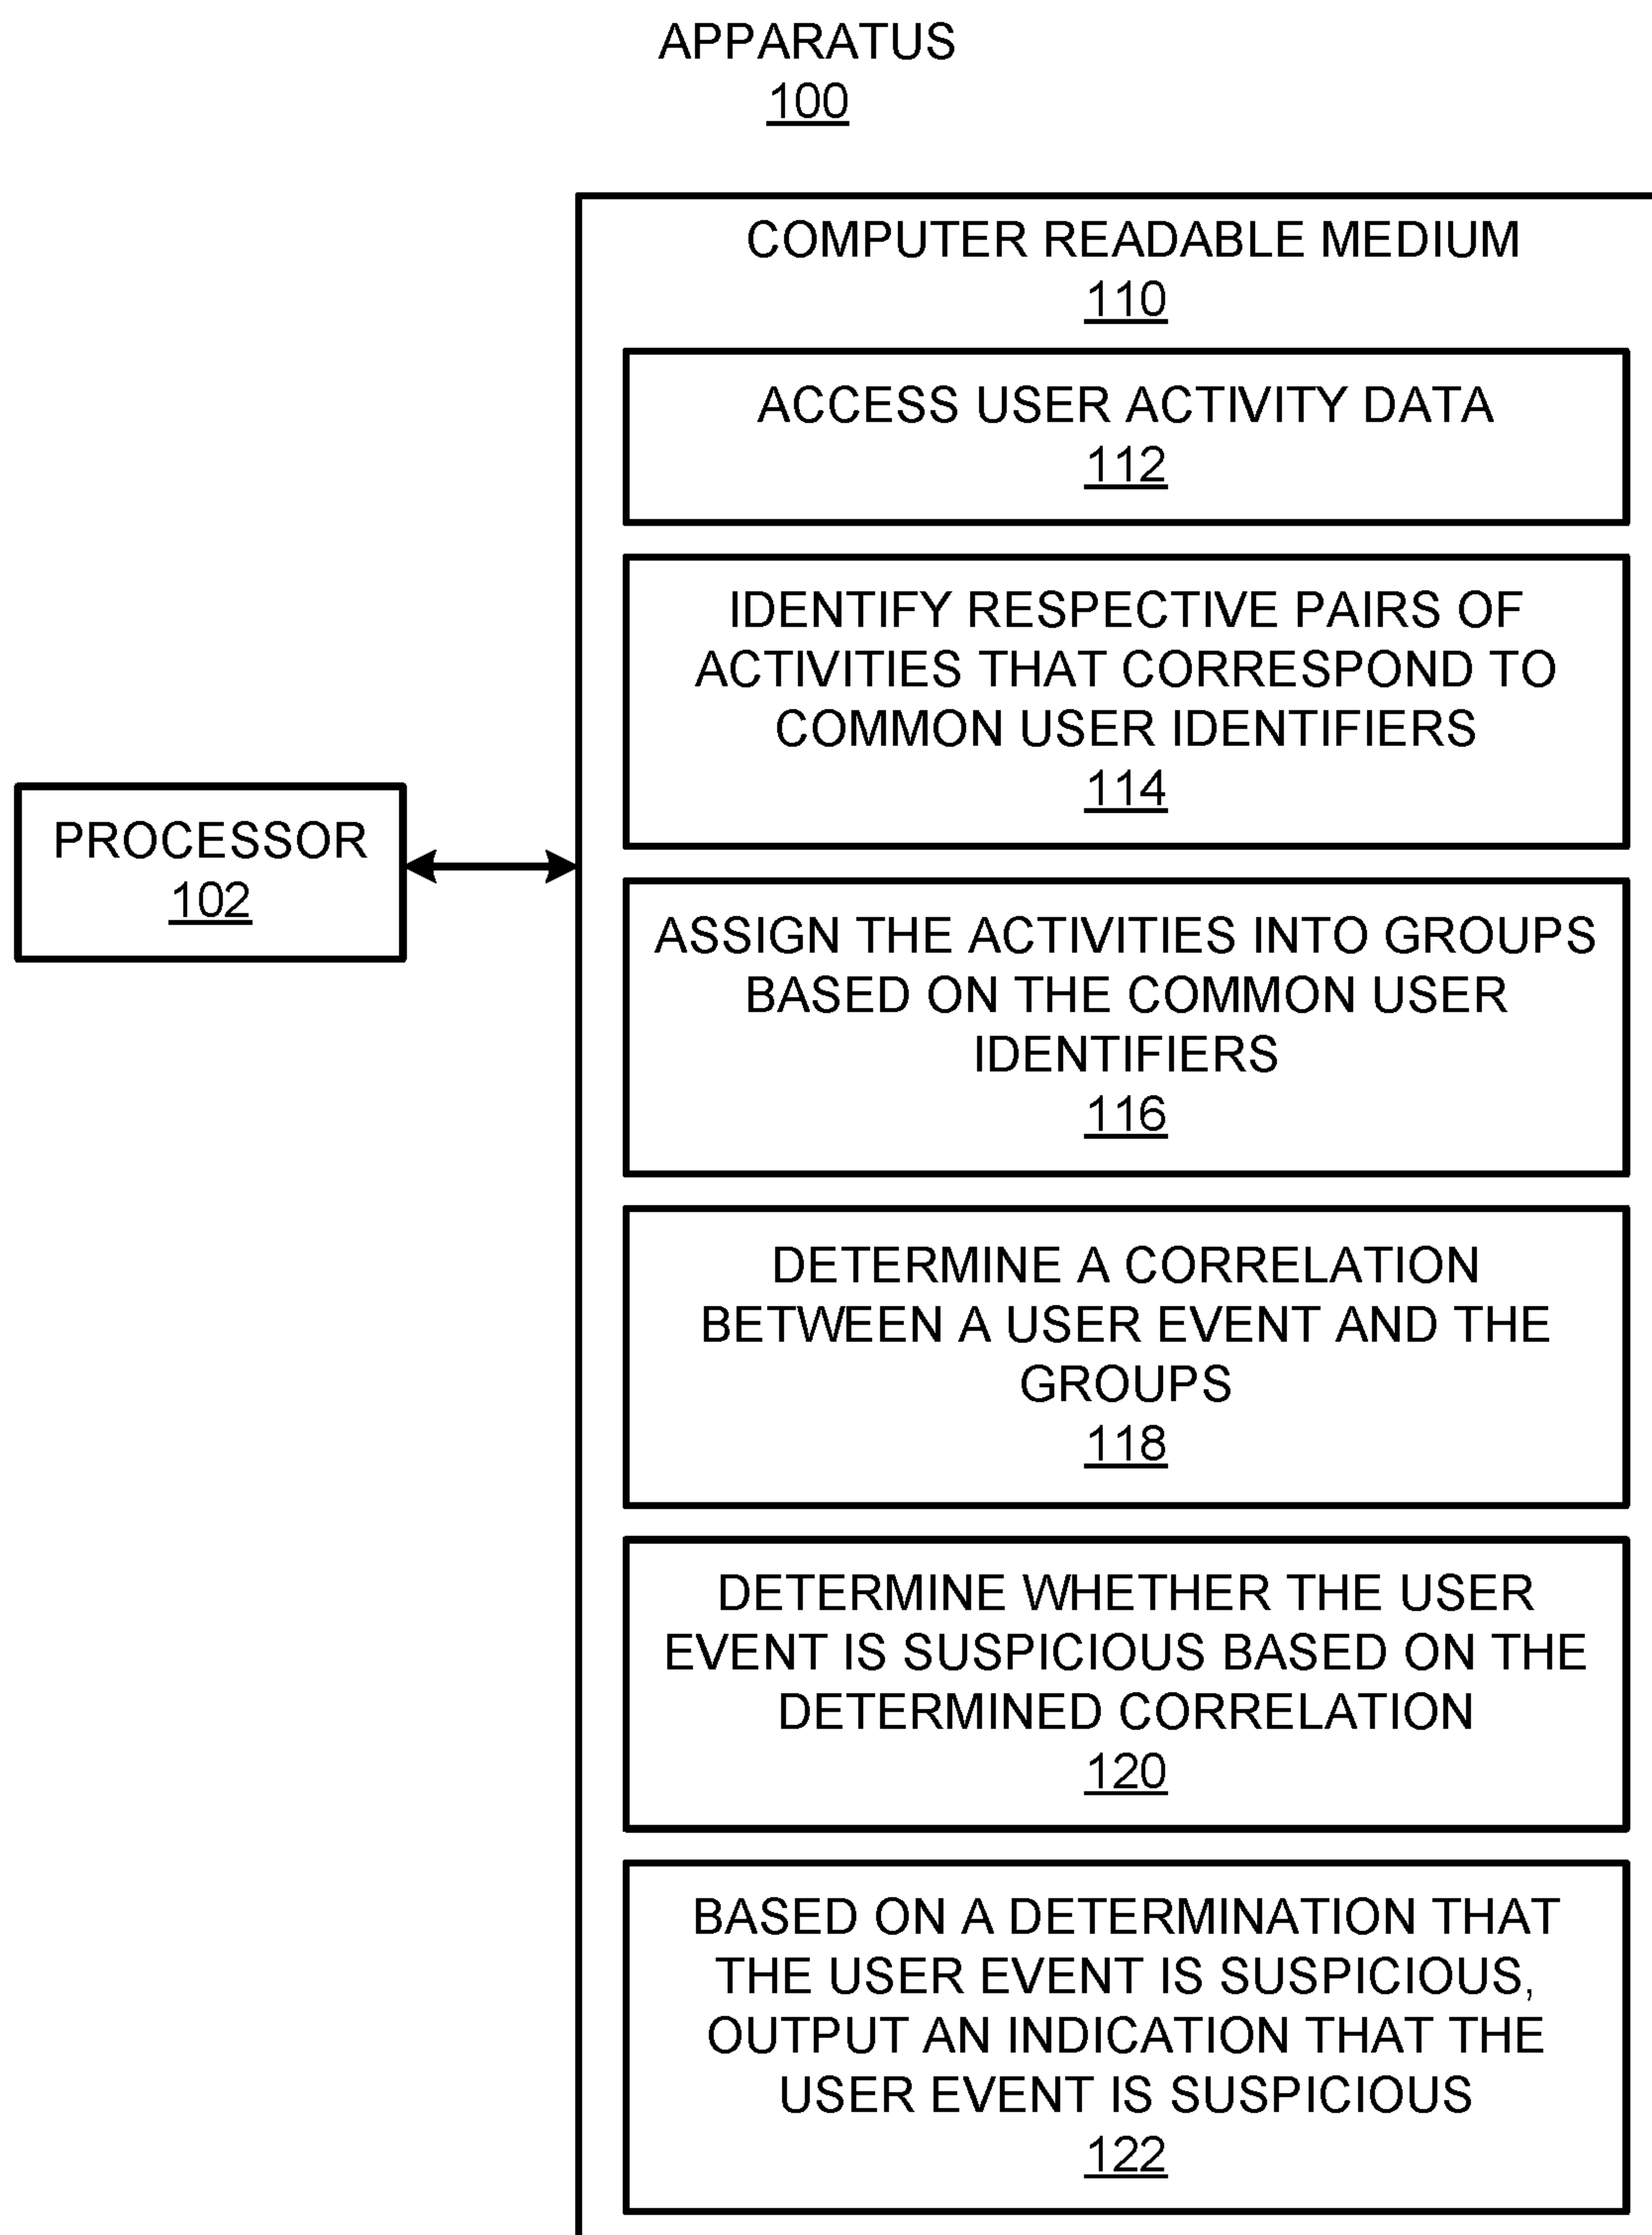 APPARATUS
100
COMPUTER READABLE MEDIUM
110
ACCESS USER ACTIVITY DATA
112
IDENTIFY RESPECTIVE PAIRS OF
ACTIVITIES THAT CORRESPOND TO
COMMON USER IDENTIFIERS
114
PROCESSOR
102
ASSIGN THE ACTIVITIES INTO GROUPS
BASED ON THE COMMON USER
IDENTIFIERS
116
DETERMINE A CORRELATION
BETWEEN A USER EVENT AND THE
GROUPS
118
DETERMINE WHETHER THE USER
EVENT IS SUSPICIOUS BASED ON THE
DETERMINED CORRELATION
120
BASED ON A DETERMINATION THAT
THE USER EVENT IS SUSPICIOUS,
OUTPUT AN INDICATION THAT THE
USER EVENT IS SUSPICIOUS
122